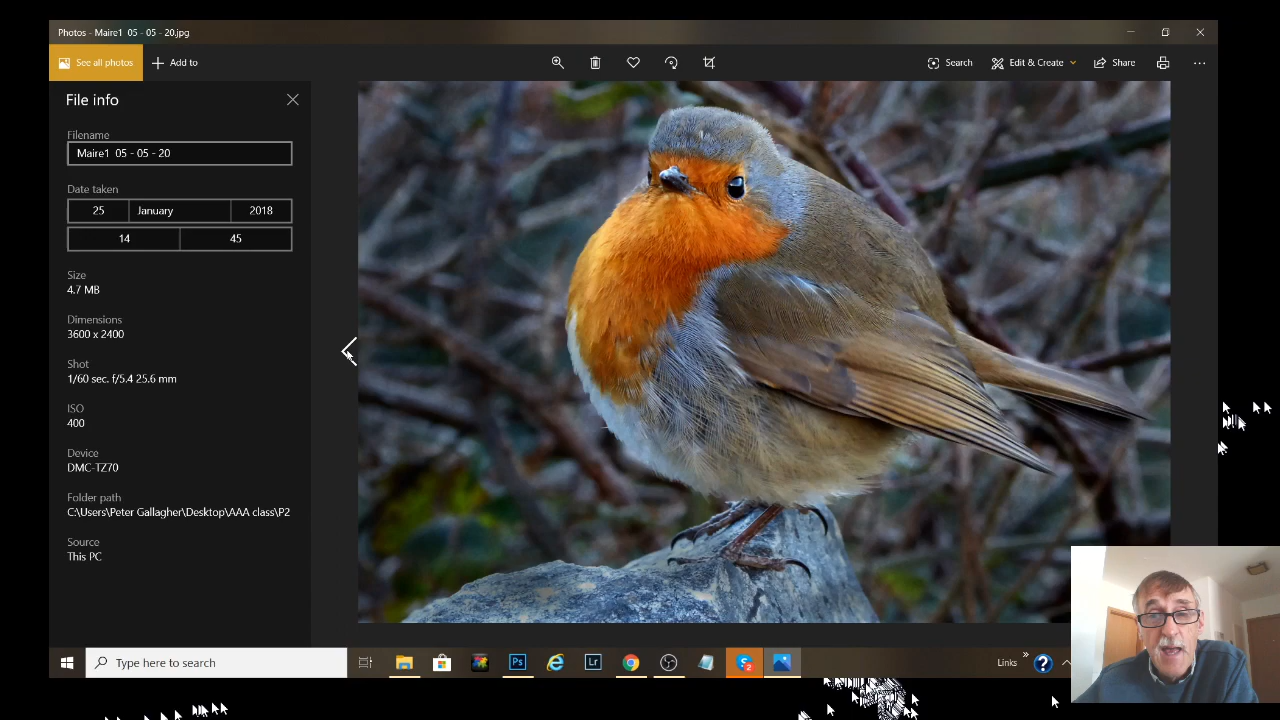 Photos - Maire1 05 - 05 - 20.jpg
See all photos
Add to
Search
Edit & Create
Share
File info
Filename
Maire1 05 - 05 - 20
Date taken
25 January 2018
14 45
Size
4.7 MB
Dimensions
3600 x 2400
Shot
1/60 sec. f/5.4 25.6 mm
ISO
400
Device
DMC-TZ70
Folder path
C:\Users\Peter Gallagher\Desktop\AAA class\P2
Source
This PC
Type here to search
Ps
Lr
2
Links